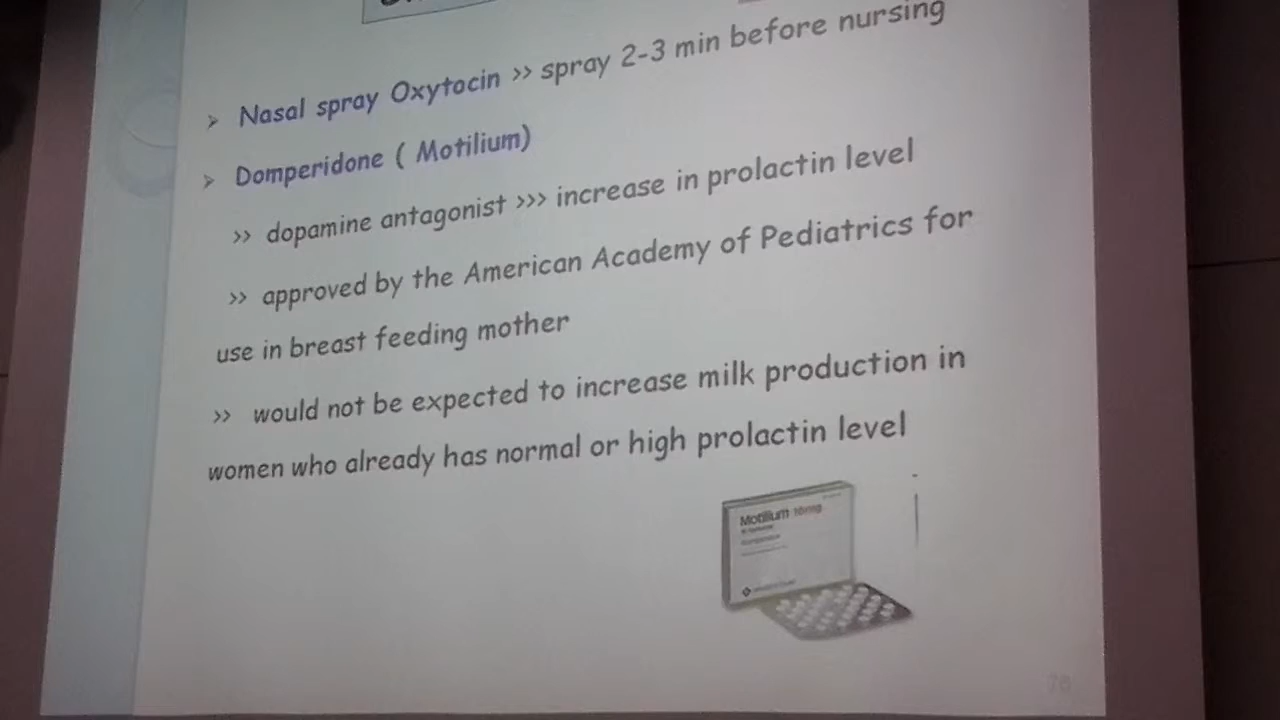 ➢ Nasal spray Oxytocin >> spray 2-3 min before nursing
➢ Domperidone ( Motilium)
>> dopamine antagonist >>> increase in prolactin level
>> approved by the American Academy of Pediatrics for
use in breast feeding mother
>> would not be expected to increase milk production in
women who already has normal or high prolactin level
Motilium 10mg
76